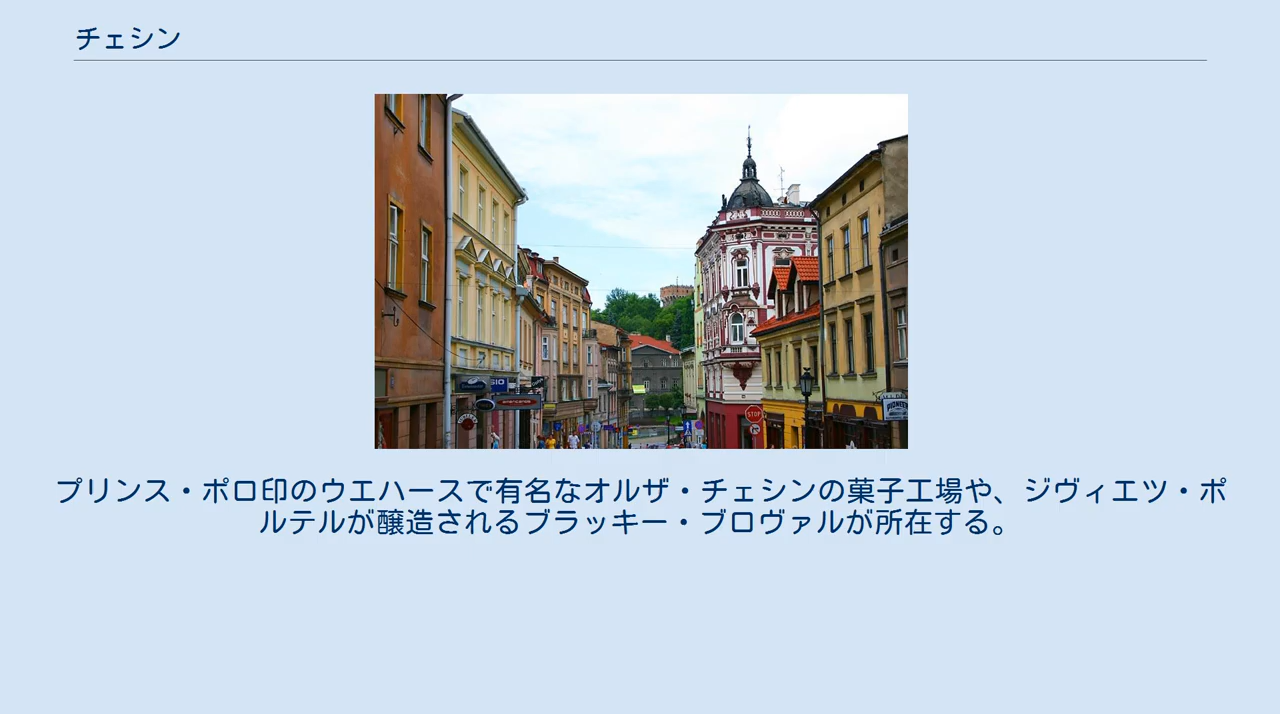 チェシン
SIO
STOP
PIONEER
プリンス・ポロ印のウエハースで有名なオルザ・チェシンの菓子工場や、ジヴィエツ・ポ
ルテルが醸造されるブラッキー・ブロヴァルが所在する。